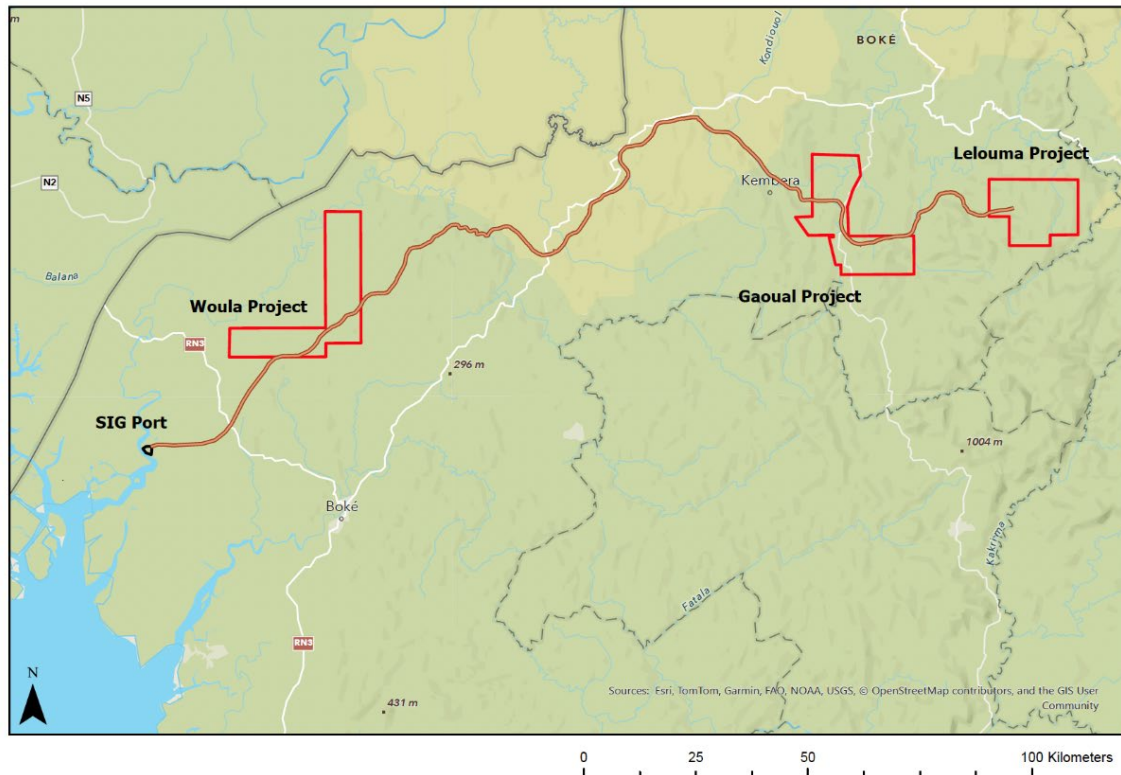 m
Kondiouol
BOKÉ
N5
Lelouma Project
N2
Kembera
Balana
Woula Project
Gaoual Project
RN3
296 m
SIG Port
1004 m
Boké
Kakrima
Fatala
RN3
N
431 m
Sources: Esri, TomTom, Garmin, FAO, NOAA, USGS, © OpenStreetMap contributors, and the GIS User
Community
0 25 50 100 Kilometers